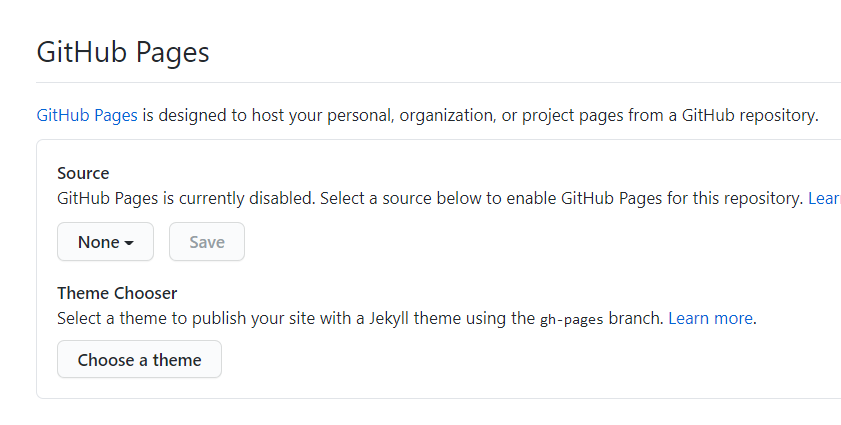 GitHub Pages
GitHub Pages is designed to host your personal, organization, or project pages from a GitHub repository.
Source
GitHub Pages is currently disabled. Select a source below to enable GitHub Pages for this repository.
None Save
Theme Chooser
Select a theme to publish your site with a Jekyll theme using the gh-pages branch. Learn more.
Choose a theme